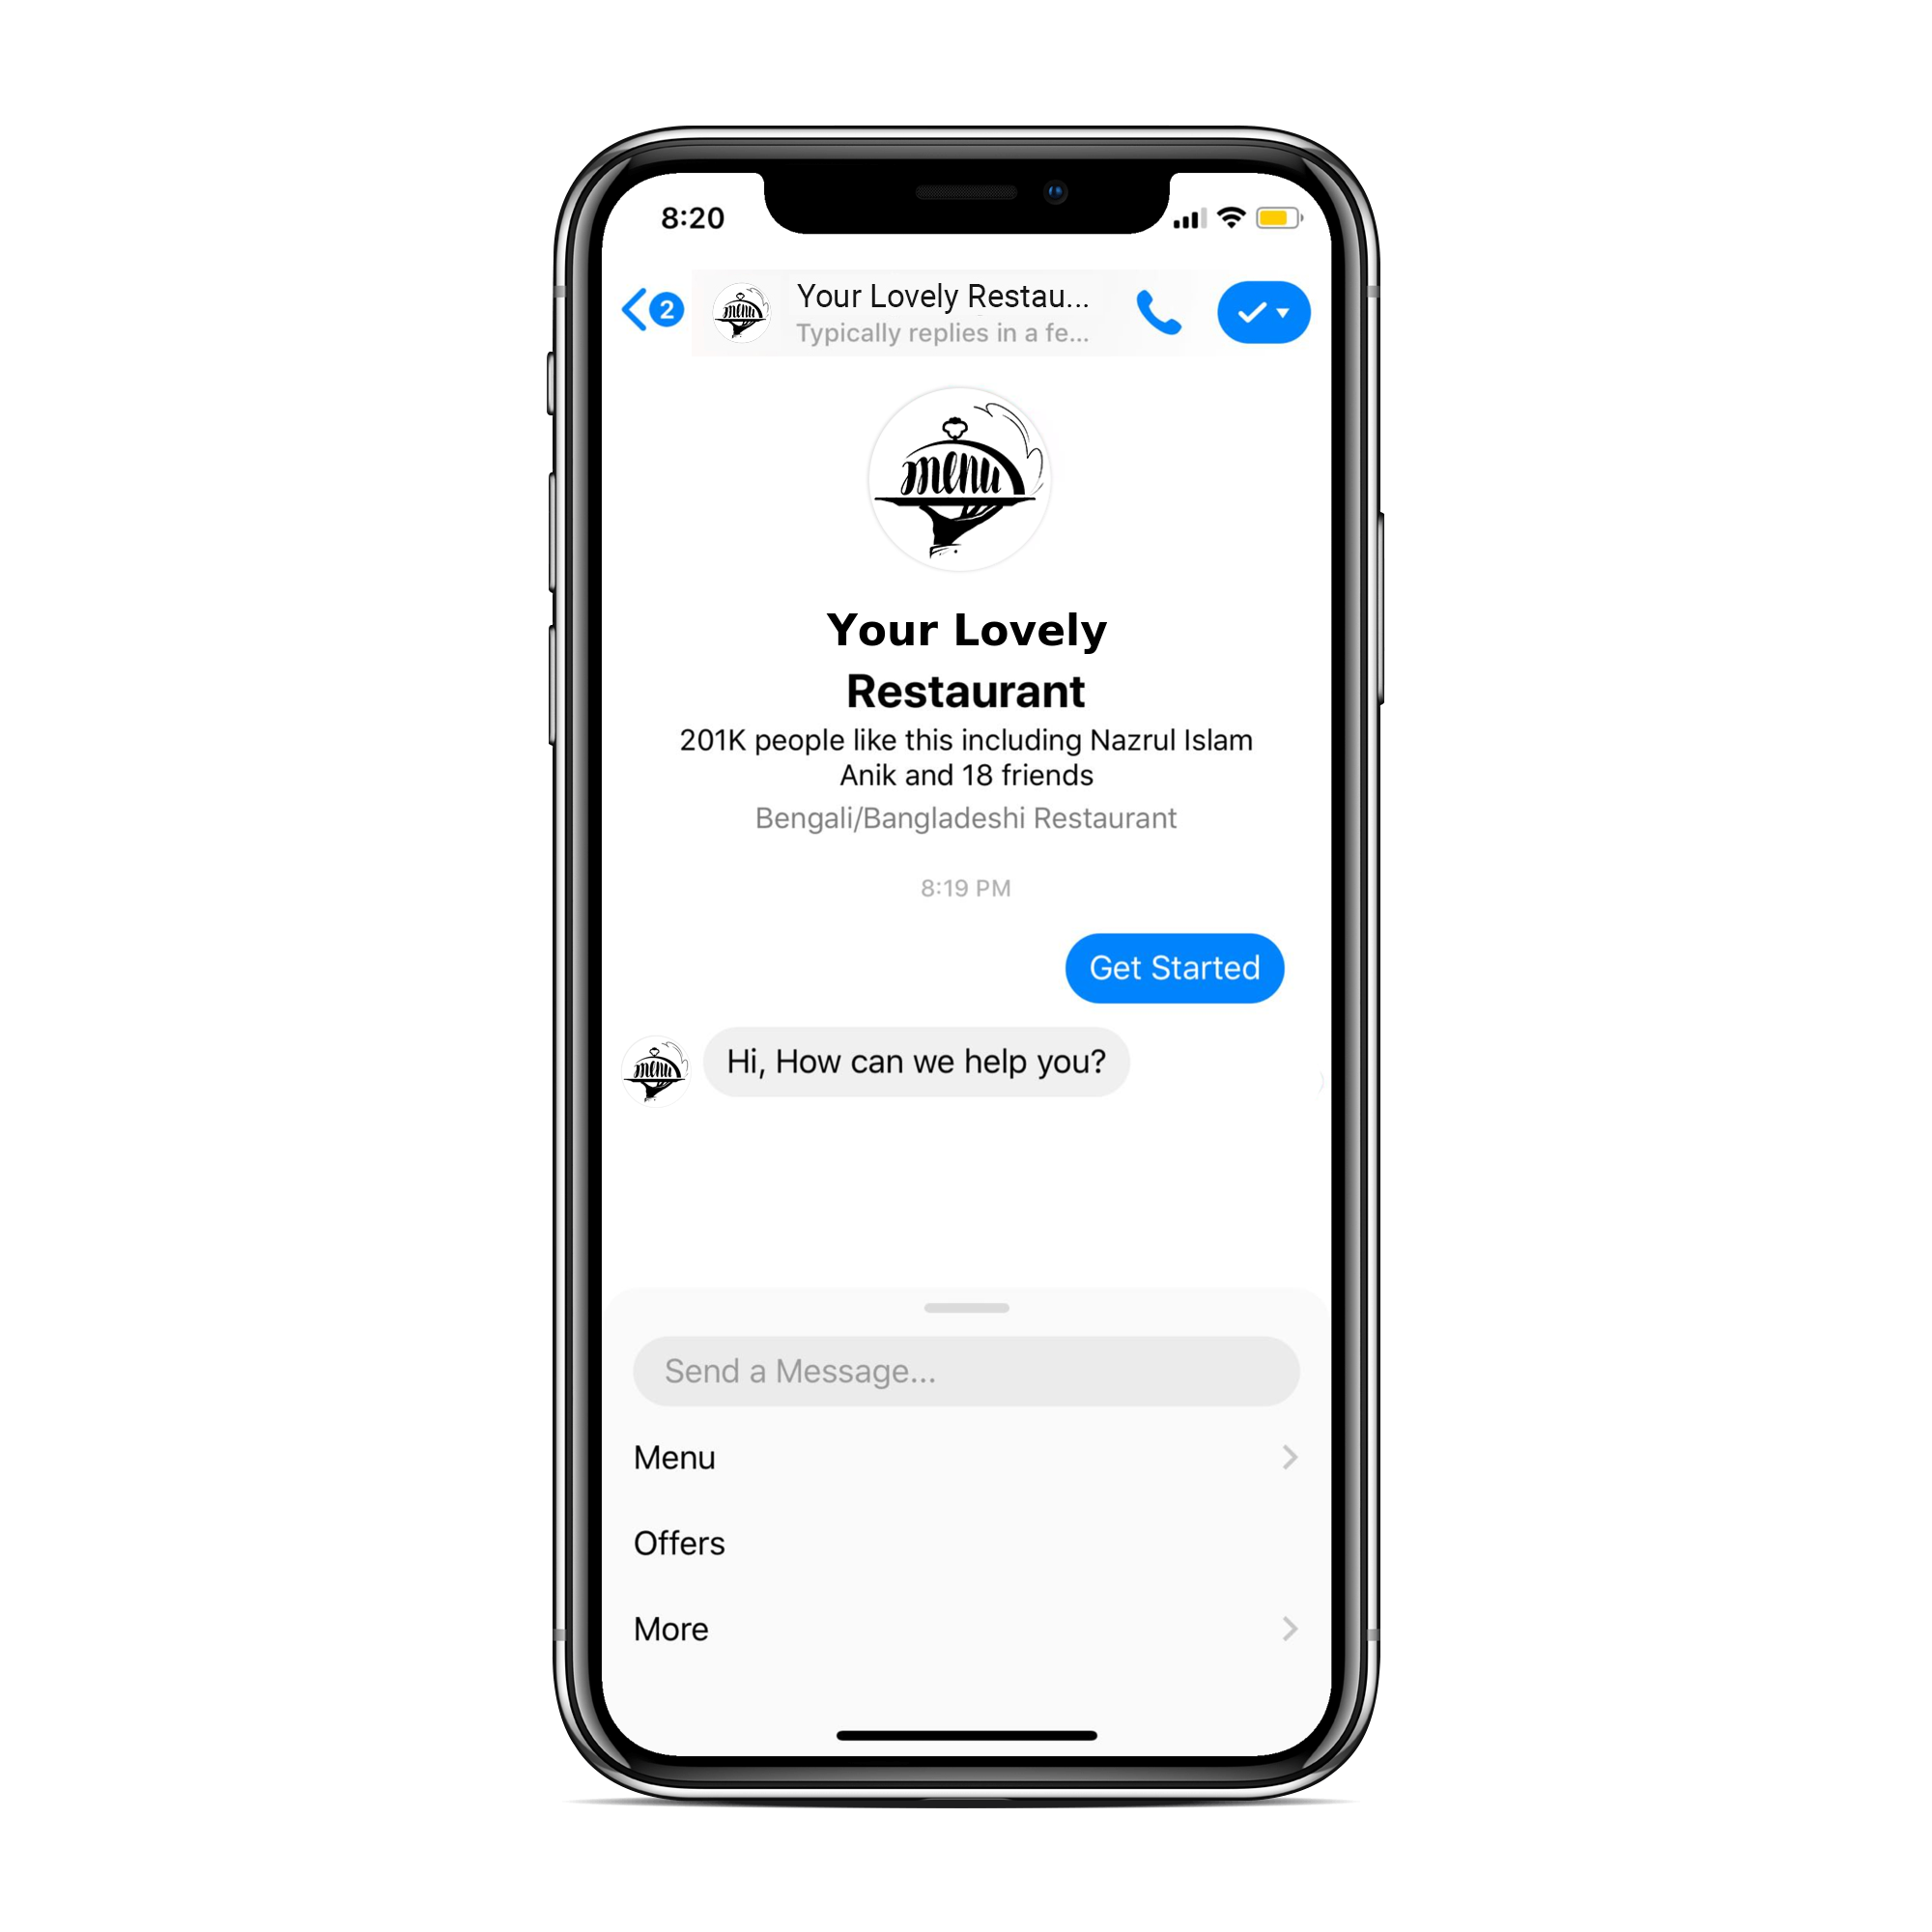 8:20
2
menu
Your Lovely Restau...
Typically replies in a fe...
menu
Your Lovely
Restaurant
201K people like this including Nazrul Islam
Anik and 18 friends
Bengali/Bangladeshi Restaurant
8:19 PM
Get Started
menu
Hi, How can we help you?
Send a Message...
Menu
Offers
More